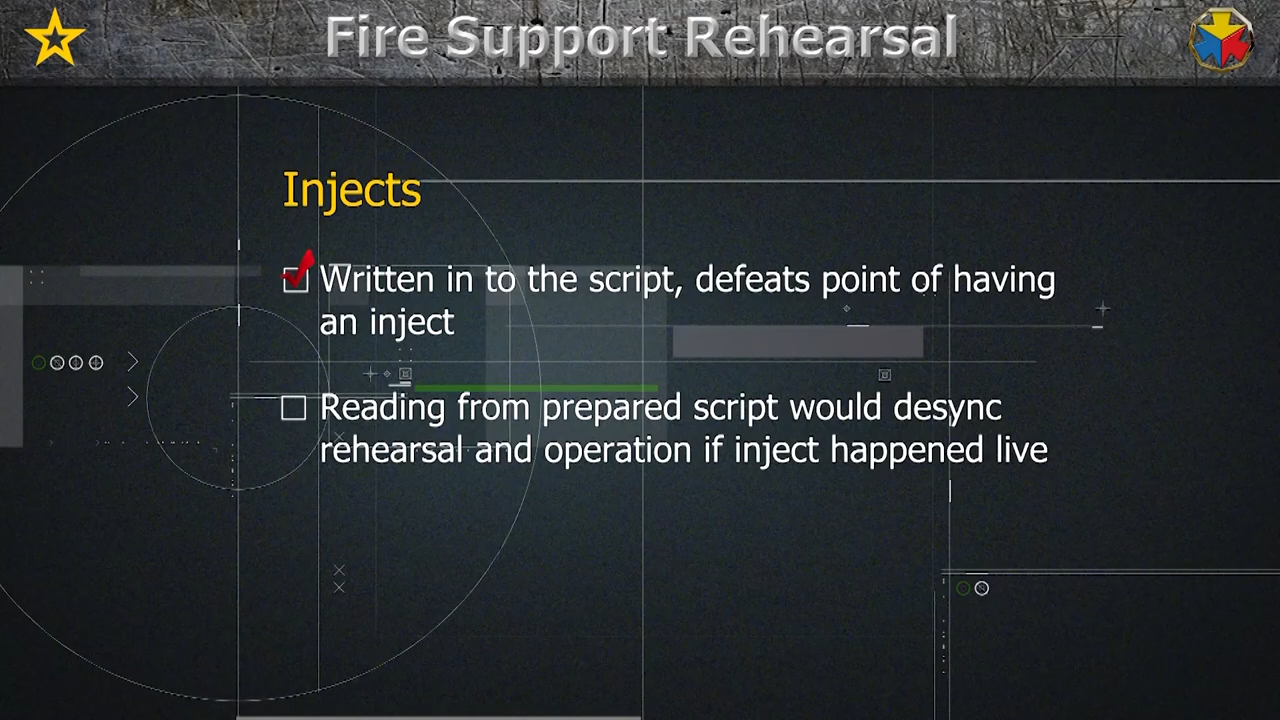 Fire Support Rehearsal
Injects
Written in to the script, defeats point of having
an inject
Reading from prepared script would desync
rehearsal and operation if inject happened live